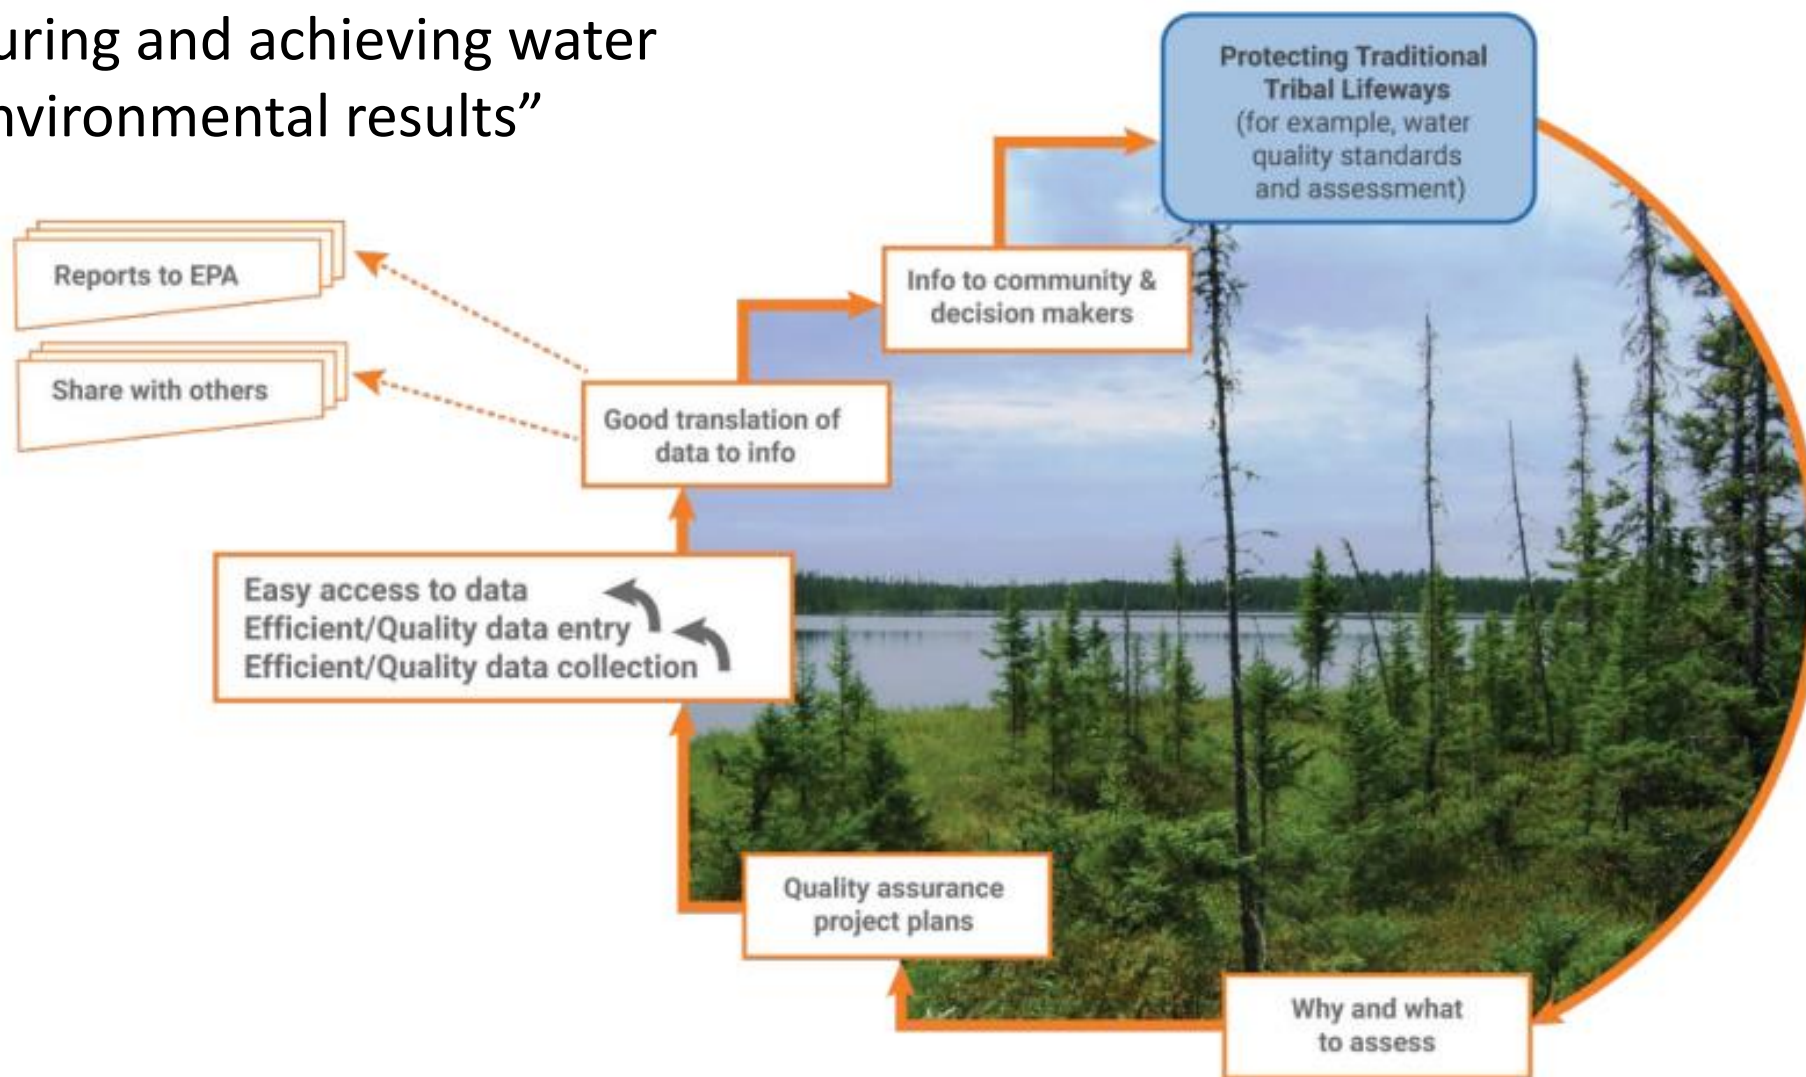 uring and achieving water
nvironmental results”
Protecting Traditional
Tribal Lifeways
(for example, water
quality standards
and assessment)
Info to community &
decision makers
Reports to EPA
Share with others
Good translation of
data to info
Easy access to data
Efficient/Quality data entry
Efficient/Quality data collection
Quality assurance
project plans
Why and what
to assess